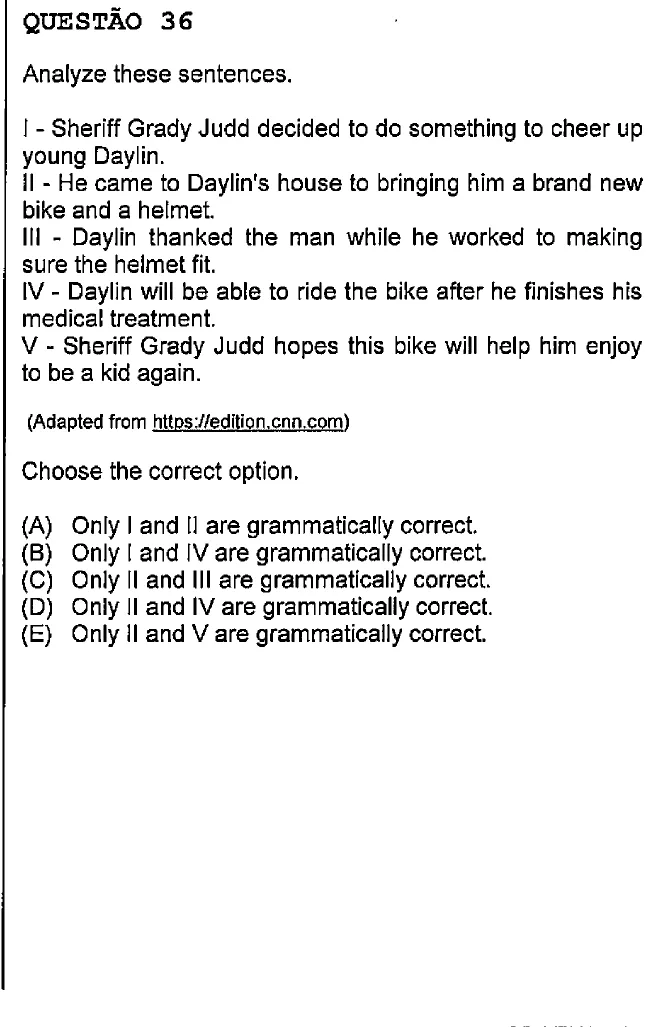 QUESTÃO 36
Analyze these sentences.
I - Sheriff Grady Judd decided to do something to cheer up
young Daylin.
II - He came to Daylin's house to bringing him a brand new
bike and a helmet.
III - Daylin thanked the man while he worked to making
sure the helmet fit.
IV - Daylin will be able to ride the bike after he finishes his
medical treatment.
V - Sheriff Grady Judd hopes this bike will help him enjoy
to be a kid again.
(Adapted from https://edition.cnn.com)
Choose the correct option.
(A) Only I and II are grammatically correct.
(B) Only I and IV are grammatically correct.
(C) Only II and III are grammatically correct.
(D) Only II and IV are grammatically correct.
(E) Only II and V are grammatically correct.